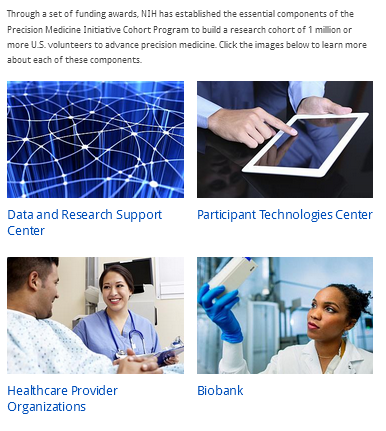 Through a set of funding awards, NIH has established the essential components of the
Precision Medicine Initiative Cohort Program to build a research cohort of 1 million or
more U.S. volunteers to advance precision medicine. Click the images below to learn more
about each of these components.
Data and Research Support
Center
Participant Technologies Center
Healthcare Provider
Organizations
Biobank